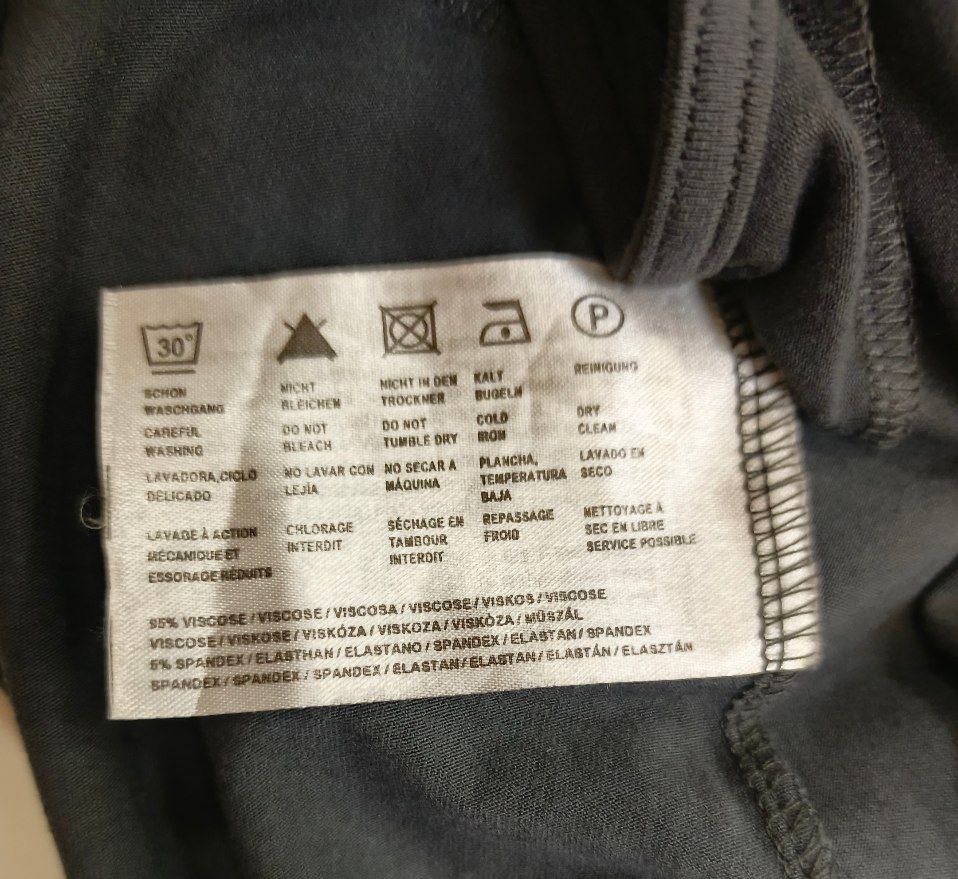 30°
P
SCHON
WASCHGANG
CAREFUL
WASHING
LAVADORA,CICLO
DELICADO
LAVAGE À ACTION
MÉCANIQUE ET
ESSORAGE RÉDUITS
NICHT
BLEICHEN
DO NOT
BLEACH
NO LAVAR CON
LEJÍA
CHLORAGE
INTERDIT
NICHT IN DEN
TROCKNER
DO NOT
TUMBLE DRY
NO SECAR A
MÁQUINA
SÉCHAGE EN
TAMBOUR
INTERDIT
KALT
BUGELN
COLD
IRON
PLANCHA,
TEMPERATURA
BAJA
REPASSAGE
FROID
REINIGUNG
DRY
CLEAN
LAVADO EN
SECO
NETTOYAGE À
SEC EN LIBRE
SERVICE POSSIBLE
95% VISCOSE / VISCOSE / VISCOSA / VISCOSE / VISKOS / VISCOSE
VISCOSE / VISKOSE / VISKÓZA / VISKOZA / VISKÓZA / MŰSZÁL
5% SPANDEX / ELASTHAN / ELASTANO / SPANDEX / ELASTAN / SPANDEX
SPANDEX / SPANDEX / SPANDEX / ELASTAN / ELASTAN / ELASTÁN / ELASZTÁN